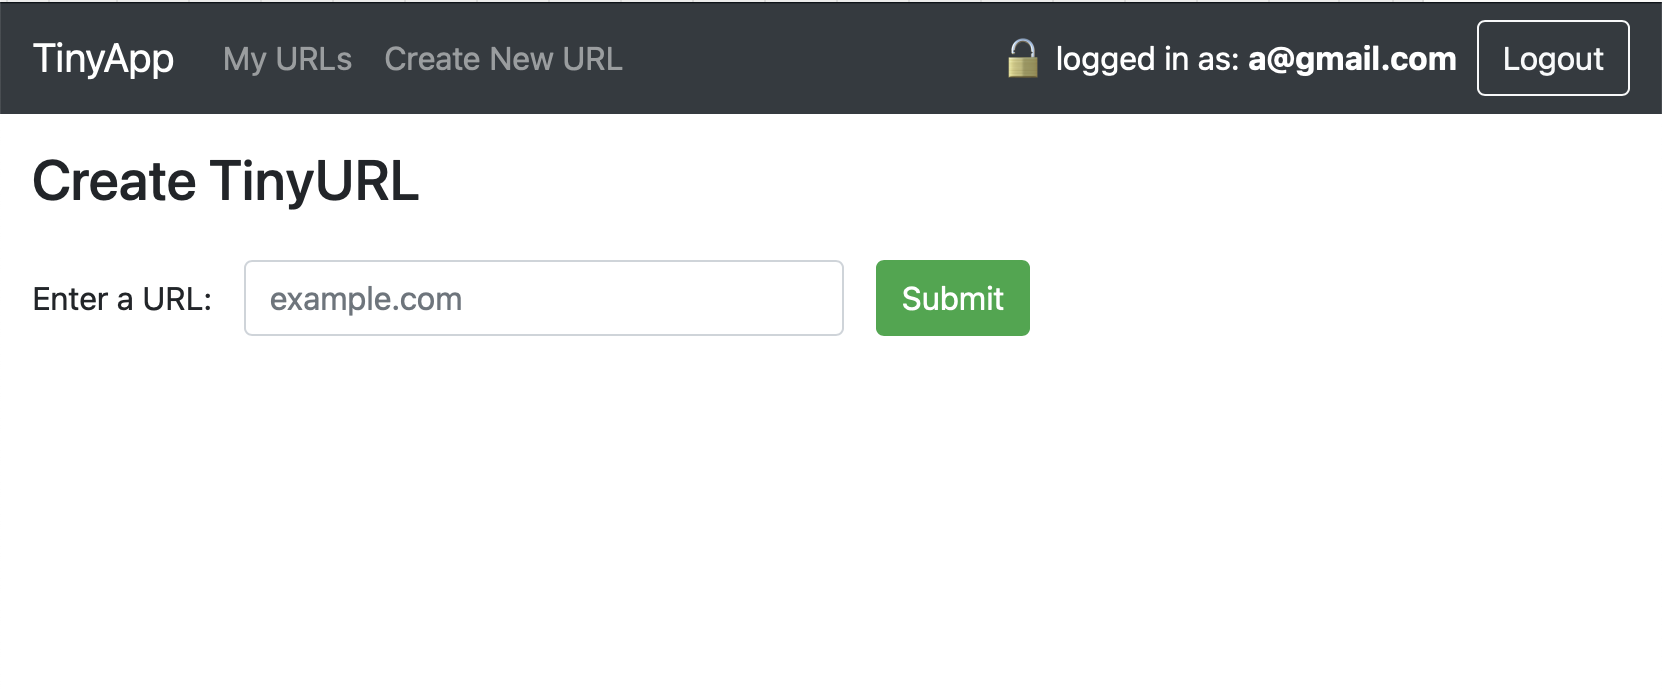 TinyApp My URLs Create New URL 🔓 logged in as: a@gmail.com Logout
Create TinyURL
Enter a URL: example.com Submit